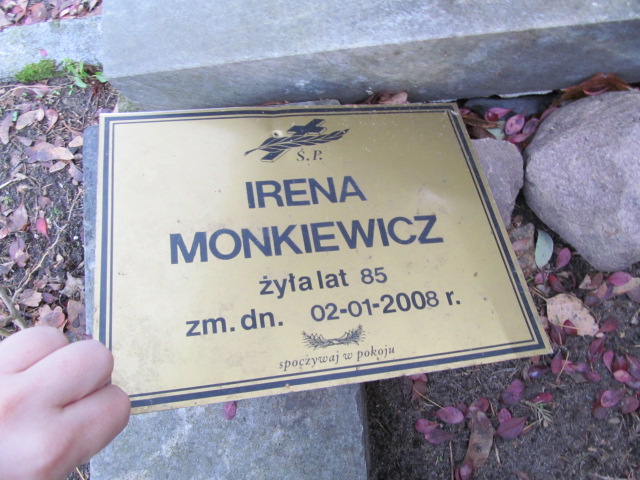 Ś.P.
IRENA
MONKIEWICZ
żyła lat 85
zm. dn. 02-01-2008 r.
spoczywaj w pokoju